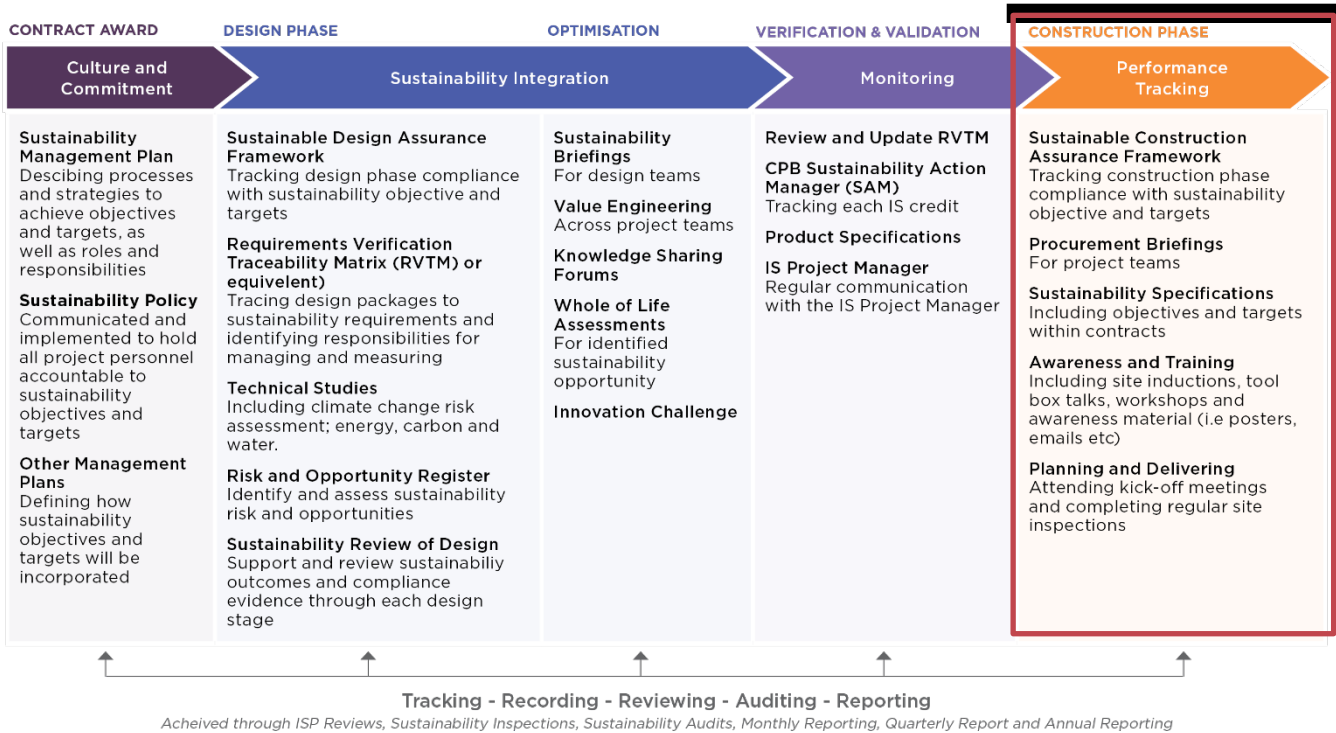 CONTRACT AWARD
DESIGN PHASE
OPTIMISATION
VERIFICATION & VALIDATION
CONSTRUCTION PHASE
Culture and
Commitment
Sustainability Integration
Monitoring
Performance
Tracking
Sustainability
Management Plan
Descibing processes
and strategies to
achieve objectives
and targets, as
well as roles and
responsibilities
Sustainability Policy
Communicated and
implemented to hold
all project personnel
accountable to
sustainability
objectives and
targets
Other Management
Plans
Defining how
sustainability
objectives and
targets will be
incorporated
Sustainable Design Assurance
Framework
Tracking design phase compliance
with sustainability objective and
targets
Requirements Verification
Traceability Matrix (RVTM) or
equivelent)
Tracing design packages to
sustainability requirements and
identifying responsibilities for
managing and measuring
Technical Studies
Including climate change risk
assessment; energy, carbon and
water.
Risk and Opportunity Register
Identify and assess sustainability
risk and opportunities
Sustainability Review of Design
Support and review sustainabiliy
outcomes and compliance
evidence through each design
stage
Sustainability
Briefings
For design teams
Value Engineering
Across project teams
Knowledge Sharing
Forums
Whole of Life
Assessments
For identified
sustainability
opportunity
Innovation Challenge
Review and Update RVTM
CPB Sustainability Action
Manager (SAM)
Tracking each IS credit
Product Specifications
IS Project Manager
Regular communication
with the IS Project Manager
Sustainable Construction
Assurance Framework
Tracking construction phase
compliance with sustainability
objective and targets
Procurement Briefings
For project teams
Sustainability Specifications
Including objectives and targets
within contracts
Awareness and Training
Including site inductions, tool
box talks, workshops and
awareness material (i.e posters,
emails etc)
Planning and Delivering
Attending kick-off meetings
and completing regular site
inspections
Tracking - Recording - Reviewing - Auditing - Reporting
Acheived through ISP Reviews, Sustainability Inspections, Sustainability Audits, Monthly Reporting, Quarterly Report and Annual Reporting